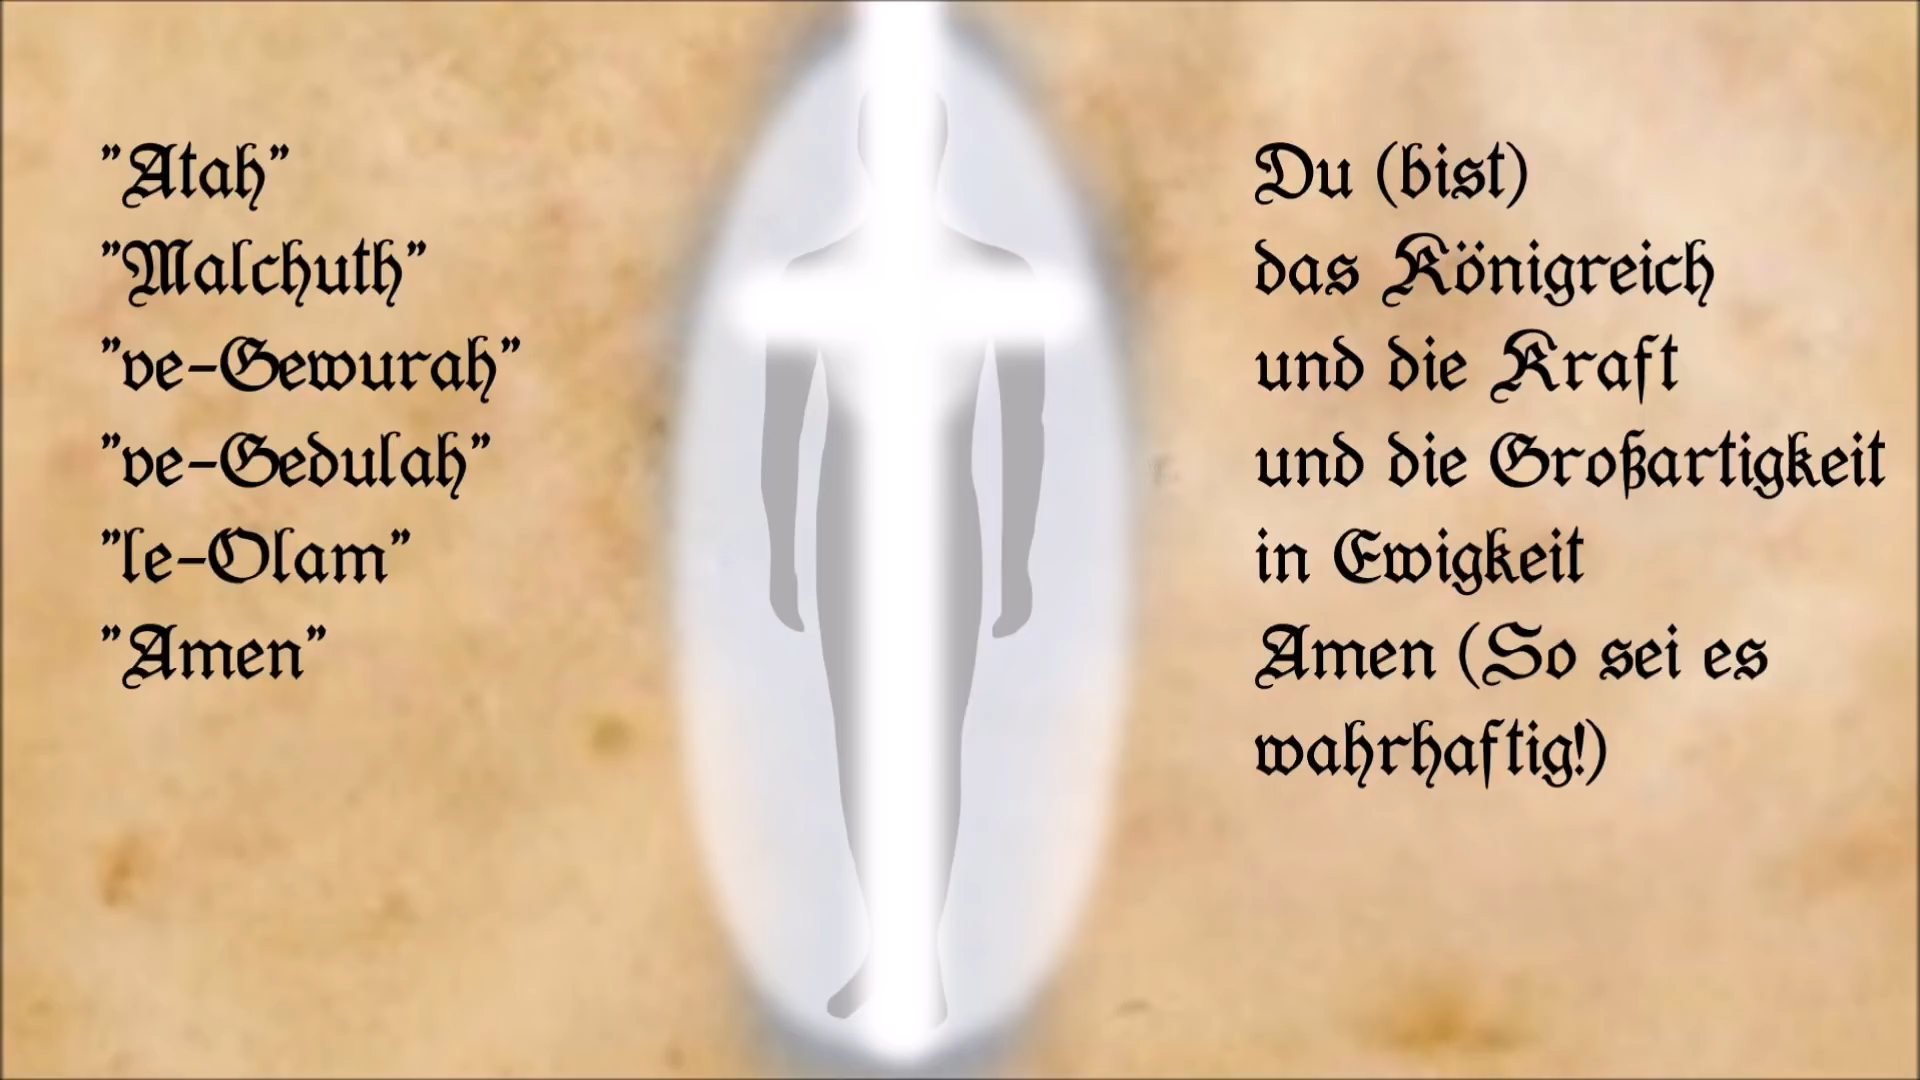 "Atah"
"Malchuth"
"ve-Gewurah"
"ve-Gedulah"
"le-Olam"
"Amen"
Du (bist)
das Königreich
und die Kraft
und die Großartigkeit
in Ewigkeit
Amen (So sei es
wahrhaftig!)